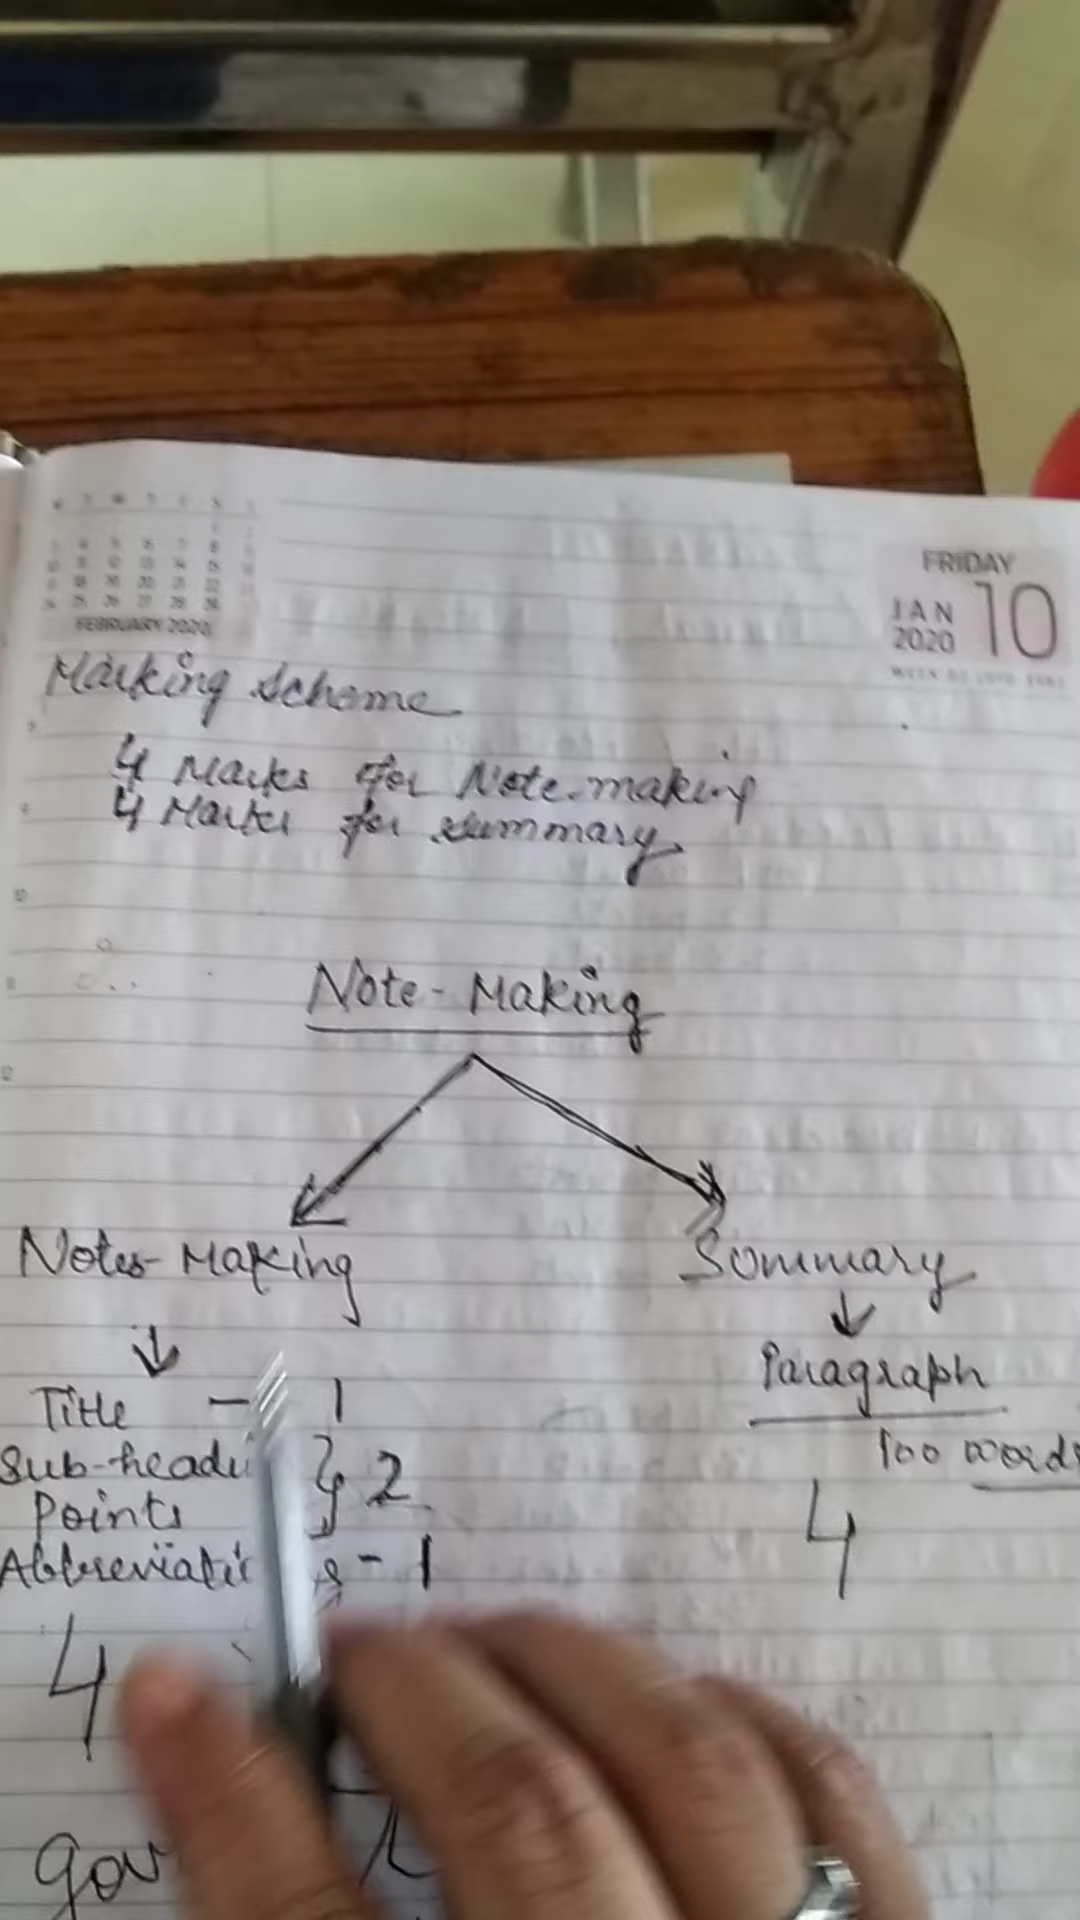 FEBRUARY 2020
FRIDAY
JAN 10
2020
Marking Scheme
4 Marks for Note-making
4 Marks for summary
Note-Making
Notes-Making
Summary
Paragraph
100 words
4
Title - 1
Sub-headi
Points
2
Abbreviati s - 1
4
gov